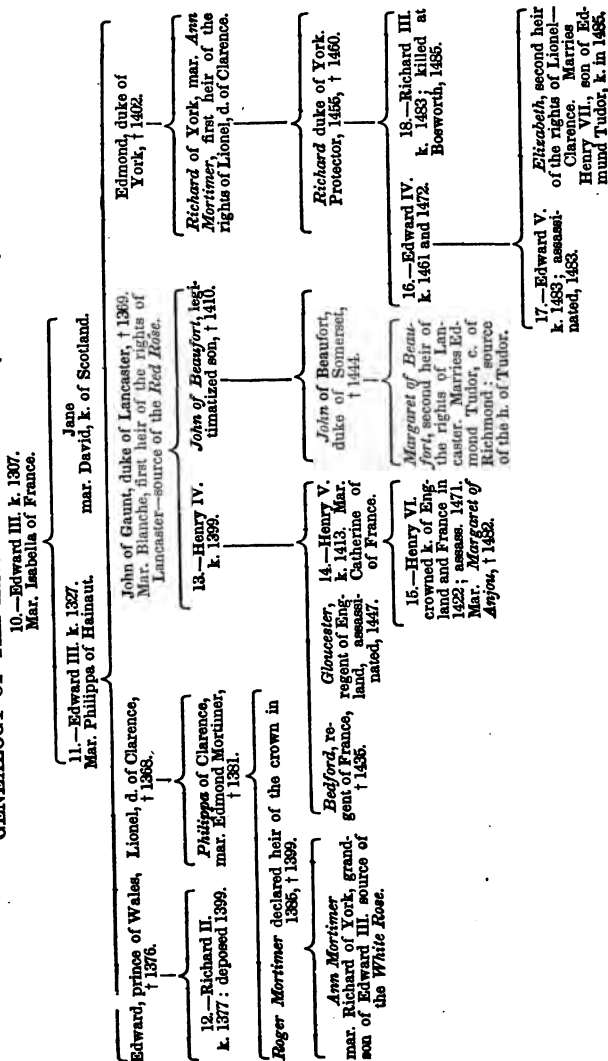 10.—Edward III. k. 1307.
Mar. Isabella of France.
11.—Edward III. k. 1327.
Mar. Philippa of Hainaut.
Jane
mar. David, k. of Scotland.
Edward, prince of Wales,
† 1376.
Lionel, d. of Clarence,
† 1368.
John of Gaunt, duke of Lancaster, † 1369.
Mar. Blanche, first heir of the rights of
Lancaster—source of the Red Rose.
Edmond, duke of
York, † 1402.
12.—Richard II.
k. 1377; deposed 1399.
Philippa of Clarence,
mar. Edmond Mortimer,
† 1381.
13.—Henry IV.
k. 1399.
John of Beaufort, legi-
timatized son, † 1410.
Richard of York, mar. Ann
Mortimer, first heir of the
rights of Lionel, d. of Clarence.
Roger Mortimer declared heir of the crown in
1385, † 1399.
John of Beaufort,
duke of Somerset,
† 1444.
Richard duke of York.
Protector, 1455, † 1460.
Ann Mortimer
mar. Richard of York, grand-
son of Edward III. source of
the White Rose.
Bedford, re-
gent of France,
† 1435.
Gloucester,
regent of Eng-
land, assassi-
nated, 1447.
14.—Henry V.
k. 1413. Mar.
Catherine of
of France.
Margaret of Beau-
fort, second heir of
the rights of Lan-
caster. Marries Ed-
mond Tudor, c. of
Richmond: source
of the h. of Tudor.
16.—Edward IV.
k. 1461 and 1472.
18.—Richard III.
k. 1483; killed at
Bosworth, 1485.
15.—Henry VI.
crowned k. of Eng-
land and France in
1422; assass. 1471.
Mar. Margaret of
Anjou, † 1482.
17.—Edward V.
k. 1483; assassi-
nated, 1483.
Elizabeth, second heir
of the rights of Lionel—
Clarence. Marries
Henry VII., son of Ed-
mund Tudor, k. in 1485.